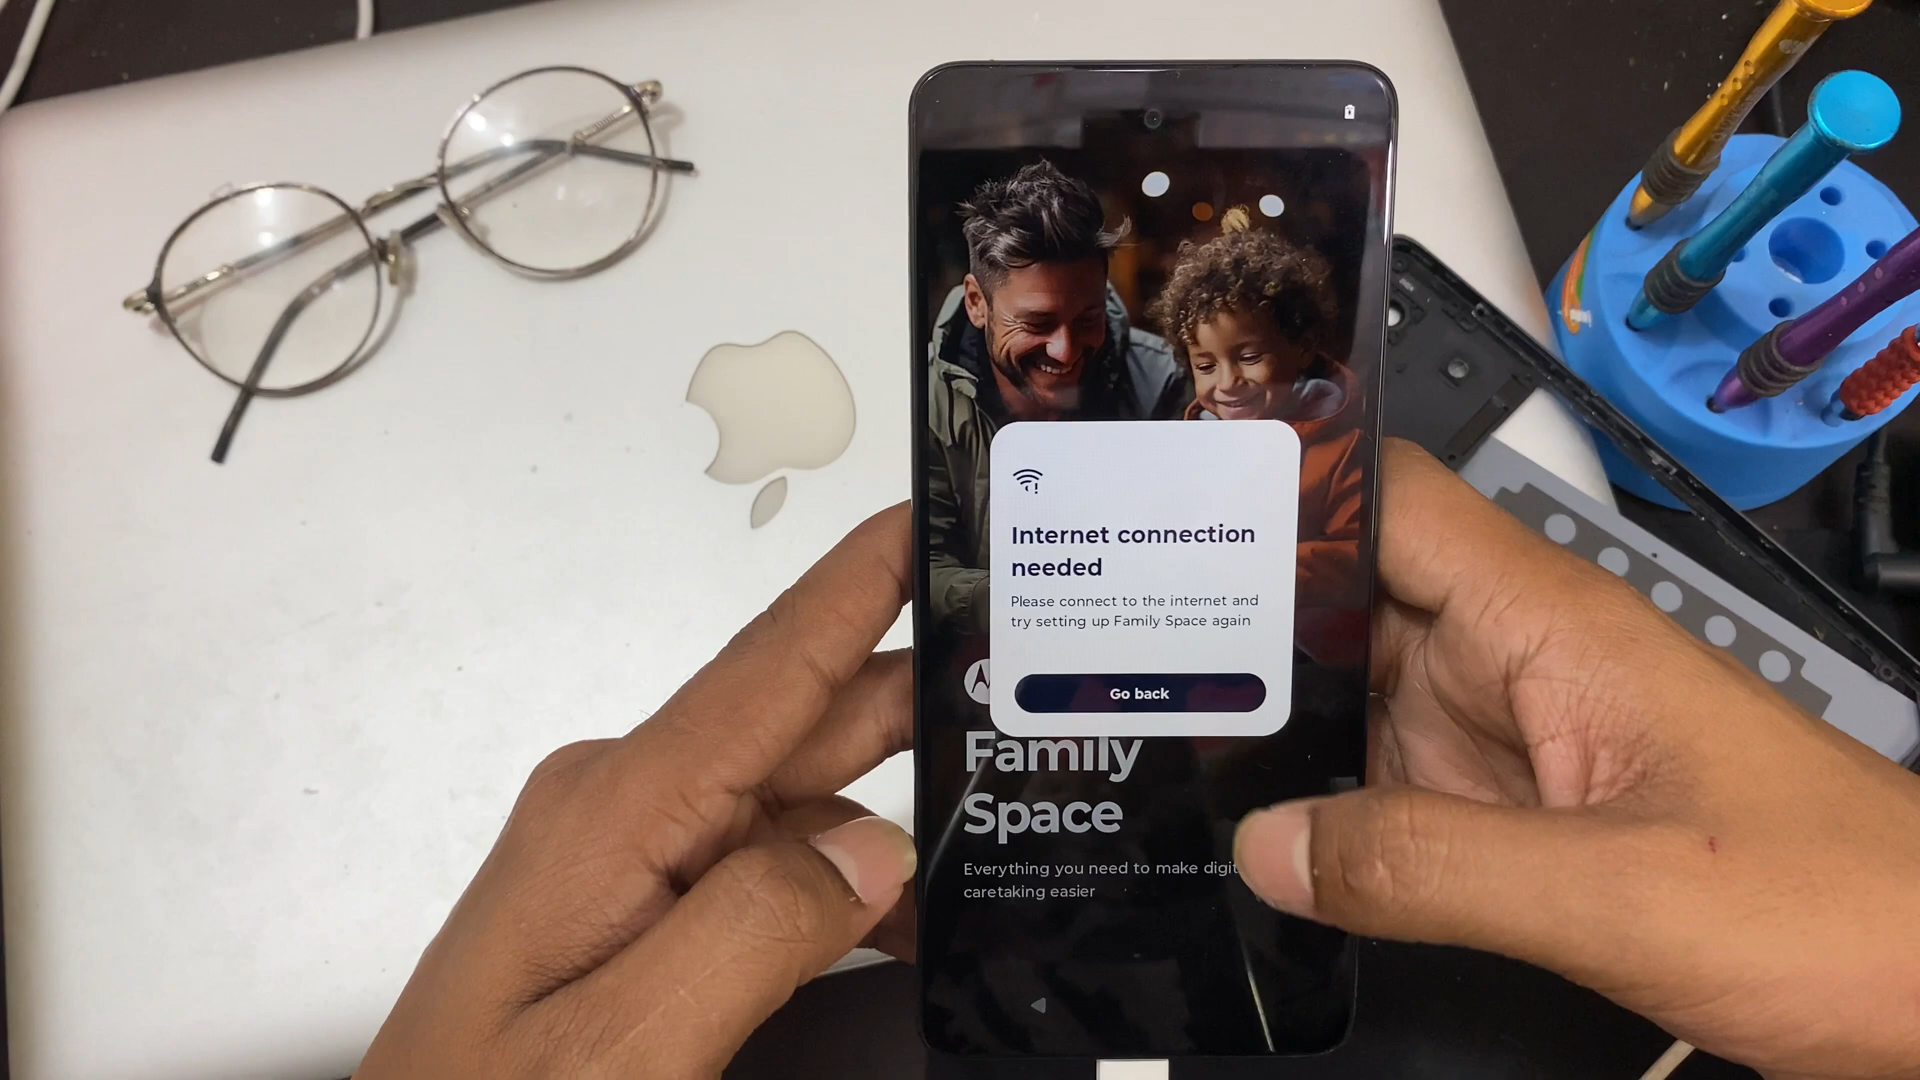 Internet connection
needed
Please connect to the internet and
try setting up Family Space again
Go back
Family
Space
Everything you need to make
caretaking easier